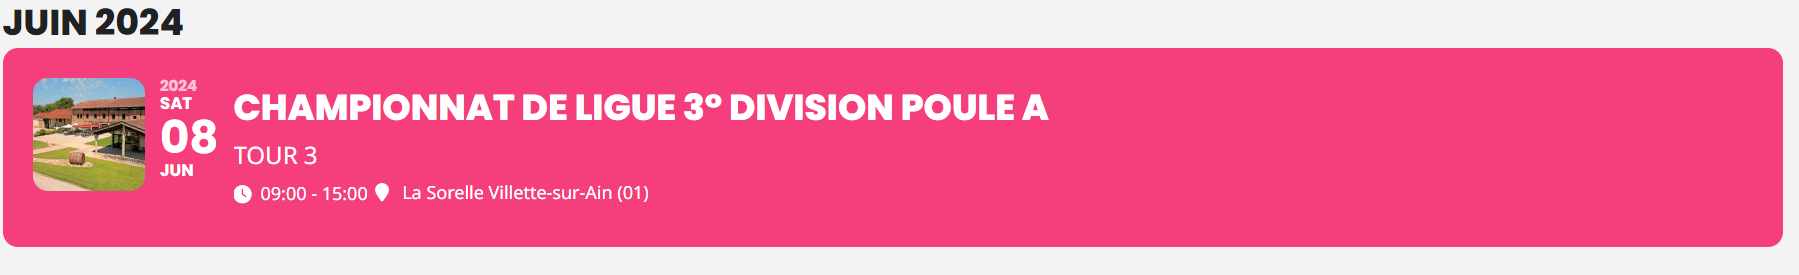 JUIN 2024
2024
SAT
08
JUN
CHAMPIONNAT DE LIGUE 3° DIVISION POULE A
TOUR 3
09:00 - 15:00 La Sorelle Villette-sur-Ain (01)